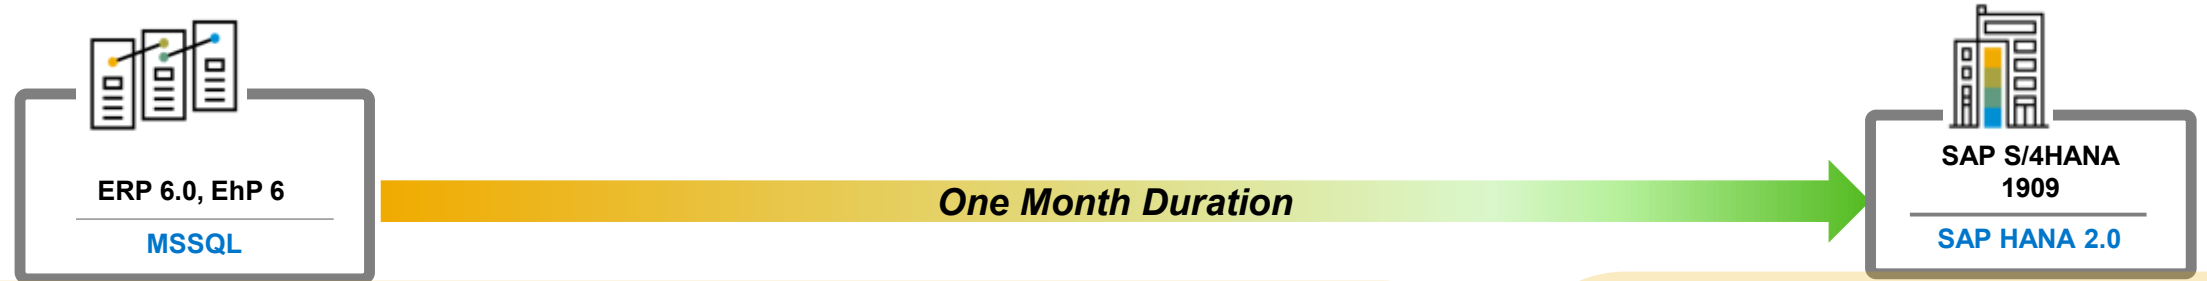 ERP 6.0, EhP 6
MSSQL
One Month Duration
SAP S/4HANA
1909
SAP HANA 2.0